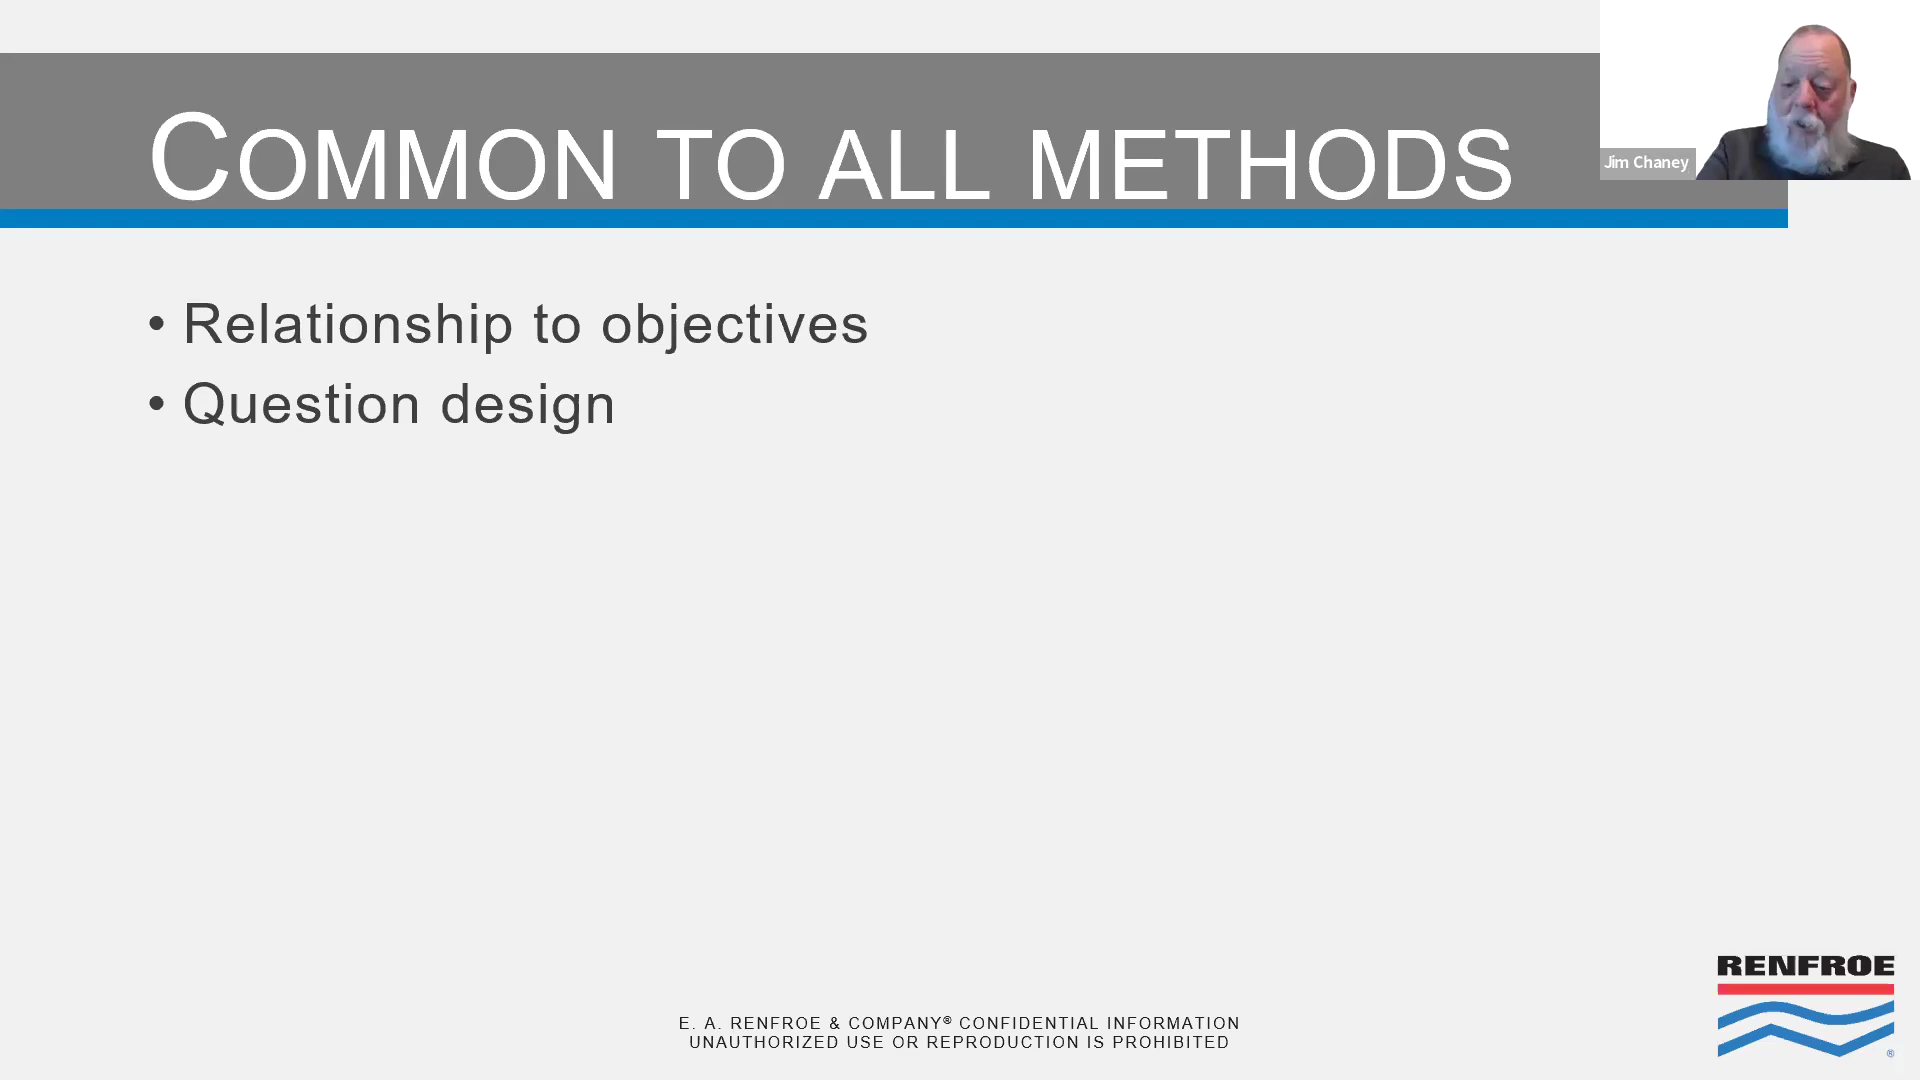 COMMON TO ALL METHODS
Jim Chaney
• Relationship to objectives
• Question design
RENFROE
®
E. A. RENFROE & COMPANY® CONFIDENTIAL INFORMATION
UNAUTHORIZED USE OR REPRODUCTION IS PROHIBITED